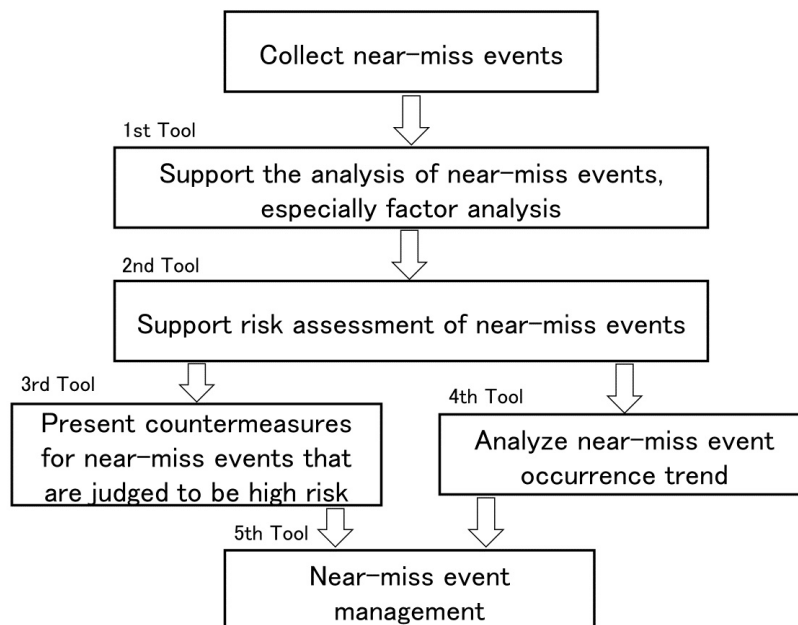 Collect near-miss events
1st Tool
Support the analysis of near-miss events,
especially factor analysis
2nd Tool
Support risk assessment of near-miss events
3rd Tool
Present countermeasures
for near-miss events that
are judged to be high risk
4th Tool
Analyze near-miss event
occurrence trend
5th Tool
Near-miss event
management